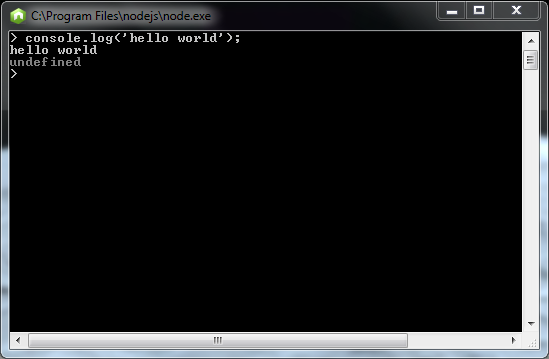 C:\Program Files\nodejs\node.exe
> console.log('hello world');
hello world
undefined
>